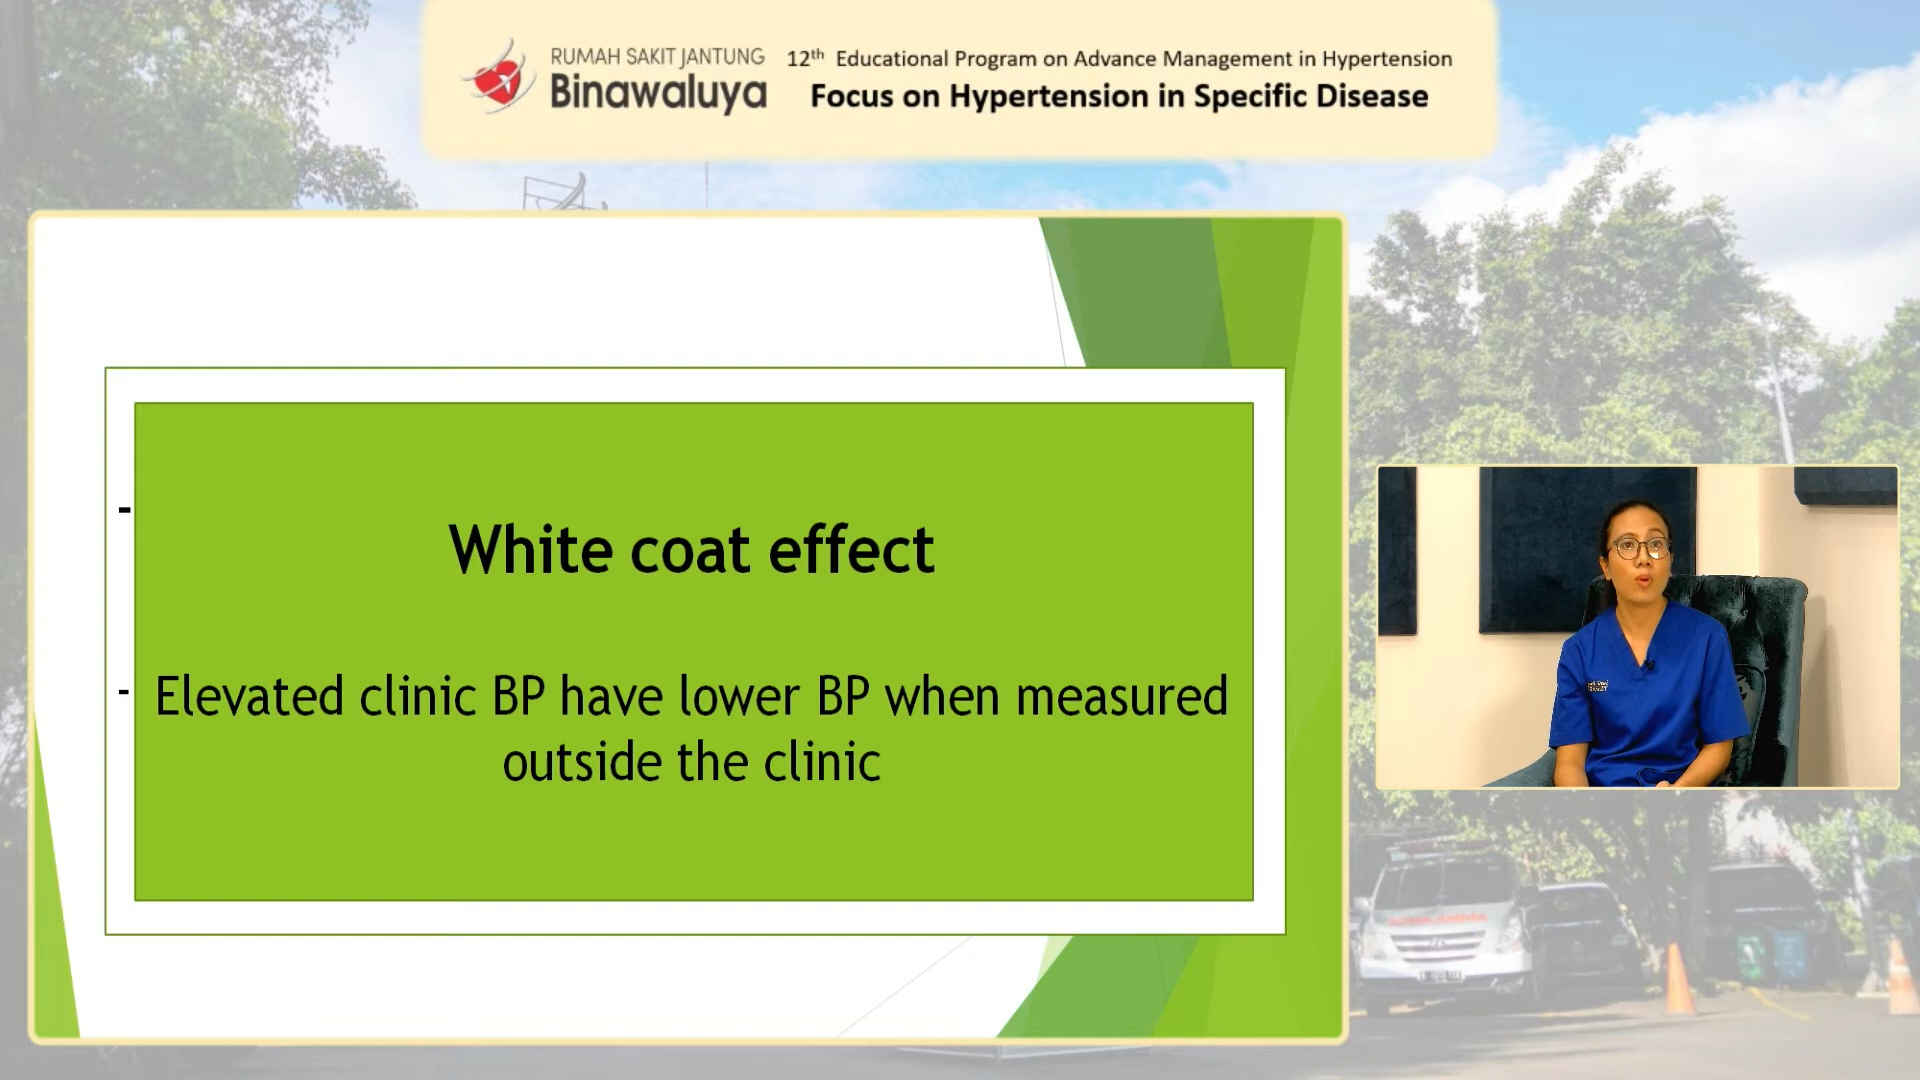 RUMAH SAKIT JANTUNG
Binawaluya
12th Educational Program on Advance Management in Hypertension
Focus on Hypertension in Specific Disease
-
White coat effect
- Elevated clinic BP have lower BP when measured
outside the clinic